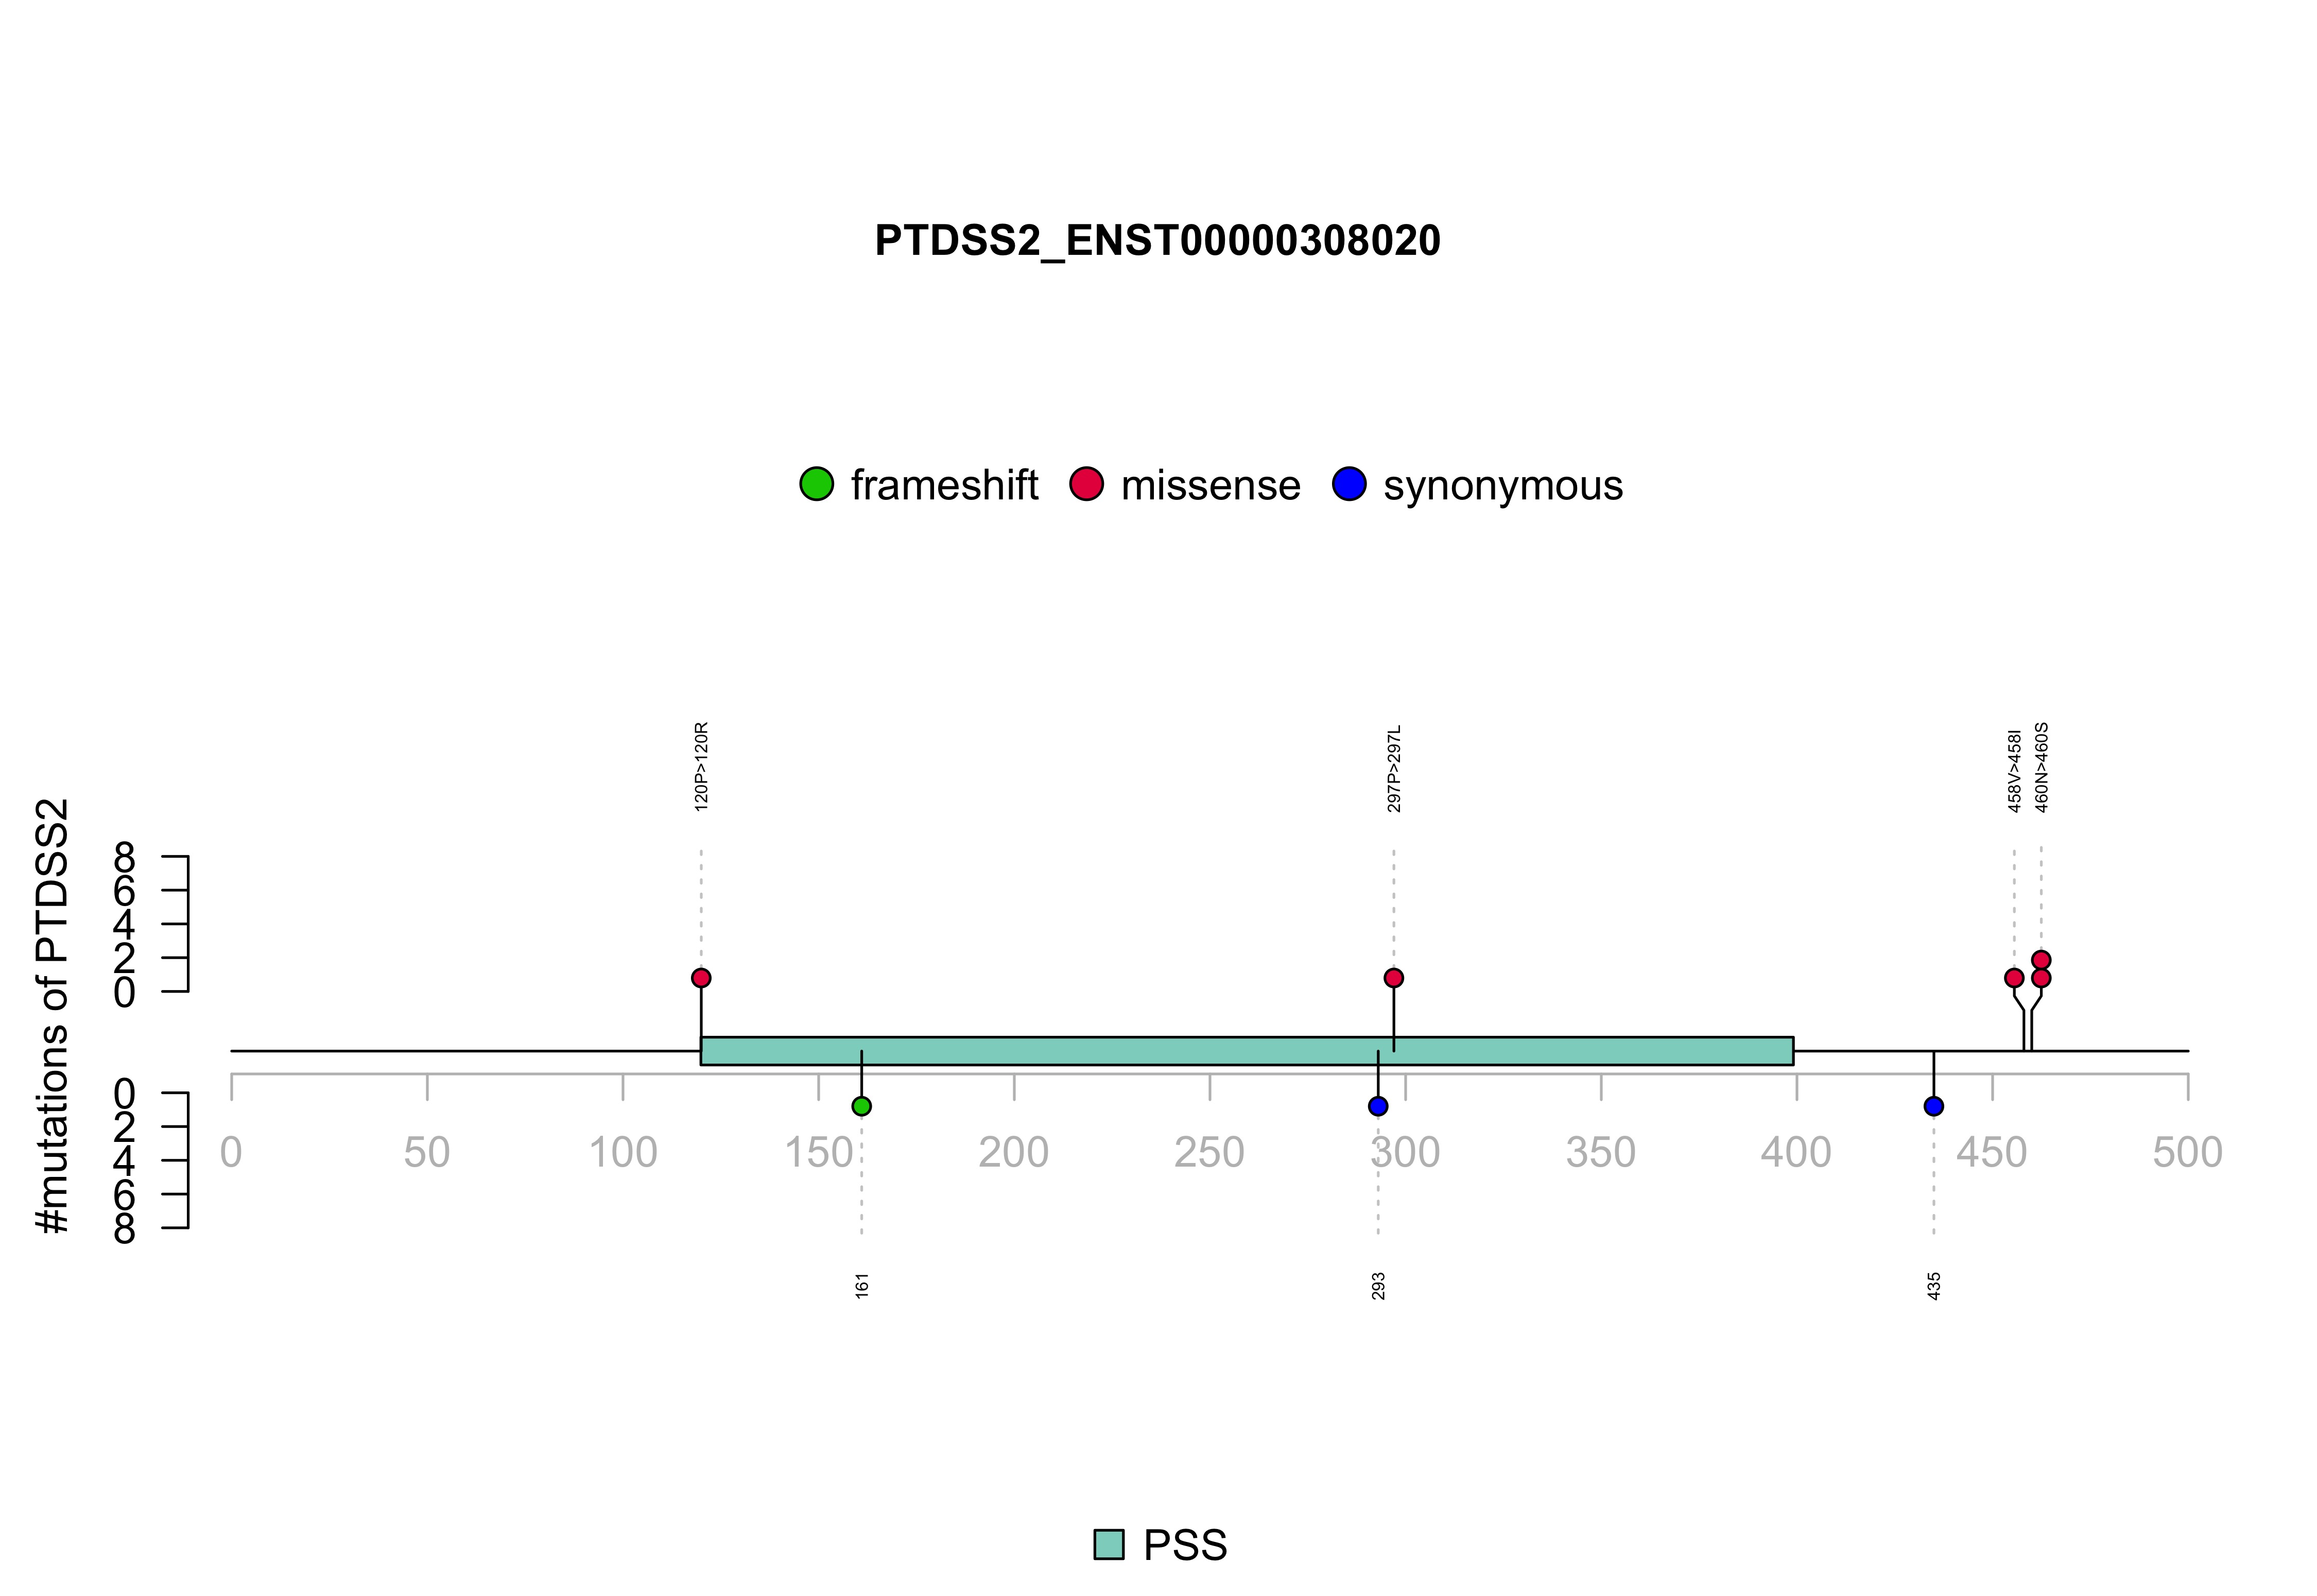 PTDSS2_ENST00000308020
frameshift missense synonymous
120P>120R
297P>297L
458V>458I
460N>460S
#mutations of PTDSS2
8
6
4
2
0
0
2
4
6
8
0 50 100 150 200 250 300 350 400 450 500
161
293
435
PSS